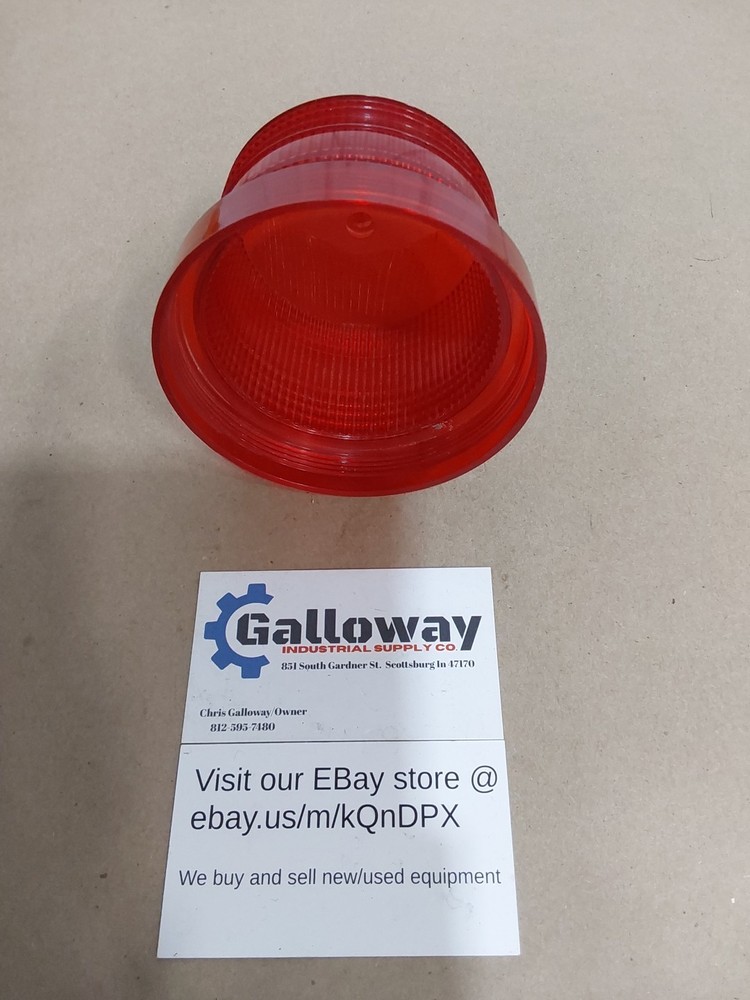 Galloway
INDUSTRIAL SUPPLY CO.
851 South Gardner St. Scottsburg In 47170
Chris Galloway/Owner
812-595-7480
Visit our EBay store @
ebay.us/m/kQnDPX
We buy and sell new/used equipment